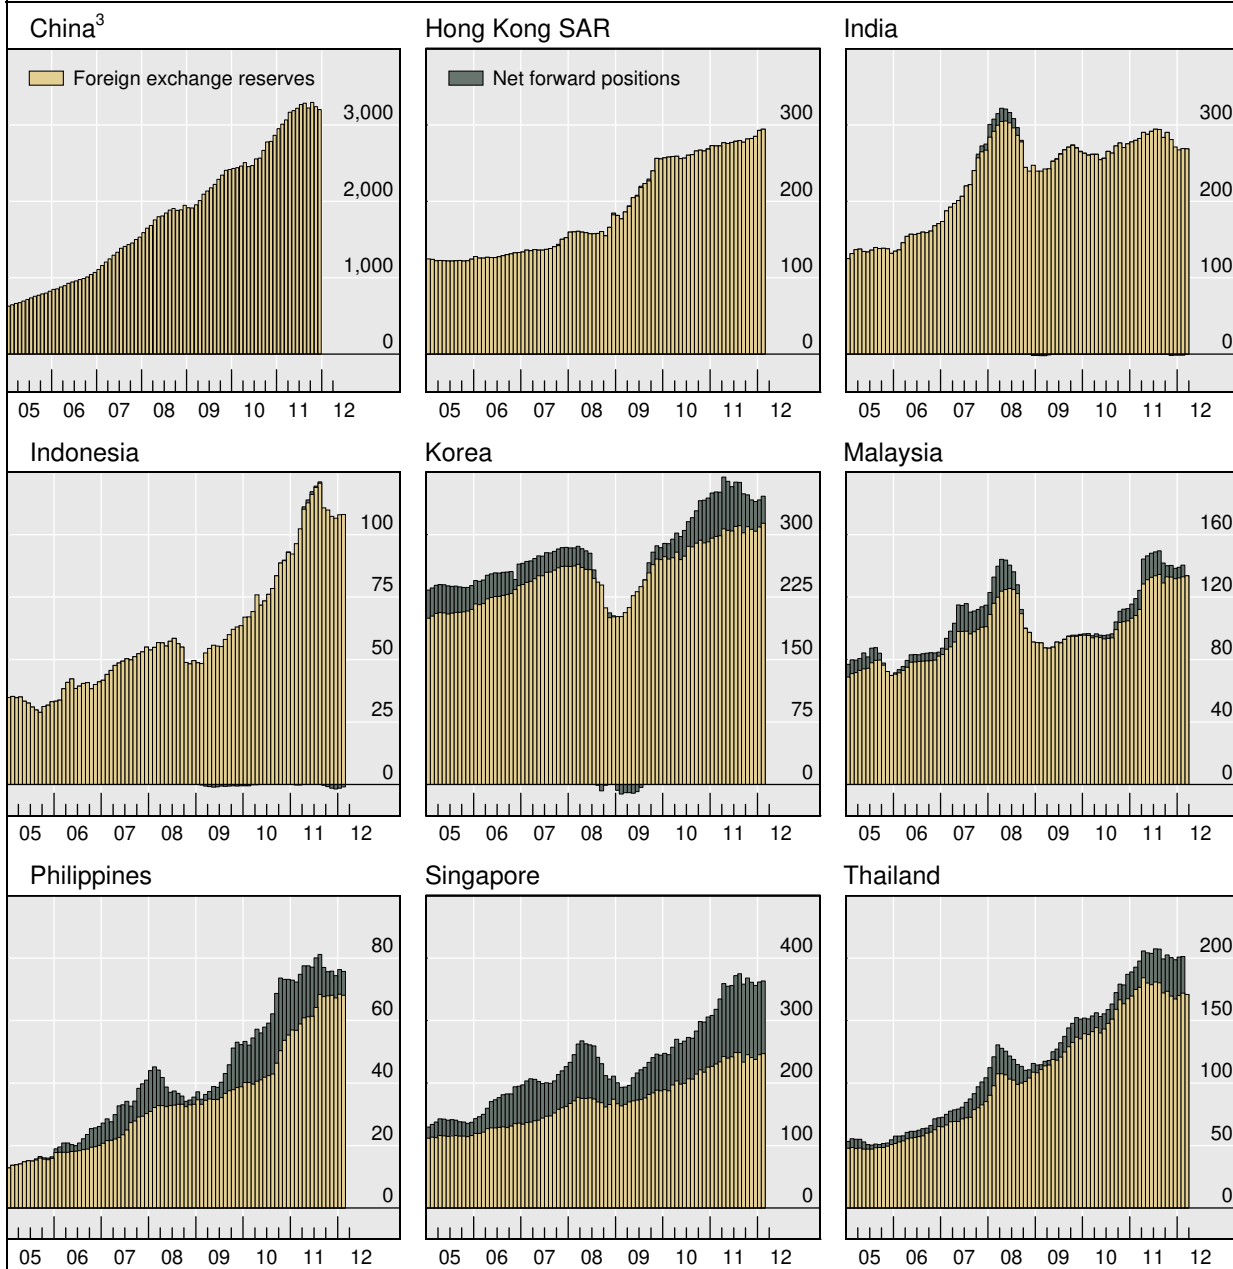 China³
Hong Kong SAR
India
Foreign exchange reserves
Net forward positions
3,000
2,000
1,000
0
300
200
100
0
300
200
100
0
05 06 07 08 09 10 11 12
05 06 07 08 09 10 11 12
05 06 07 08 09 10 11 12
Indonesia
Korea
Malaysia
100
75
50
25
0
300
225
150
75
0
160
120
80
40
0
05 06 07 08 09 10 11 12
05 06 07 08 09 10 11 12
05 06 07 08 09 10 11 12
Philippines
Singapore
Thailand
80
60
40
20
0
400
300
200
100
0
200
150
100
50
0
05 06 07 08 09 10 11 12
05 06 07 08 09 10 11 12
05 06 07 08 09 10 11 12